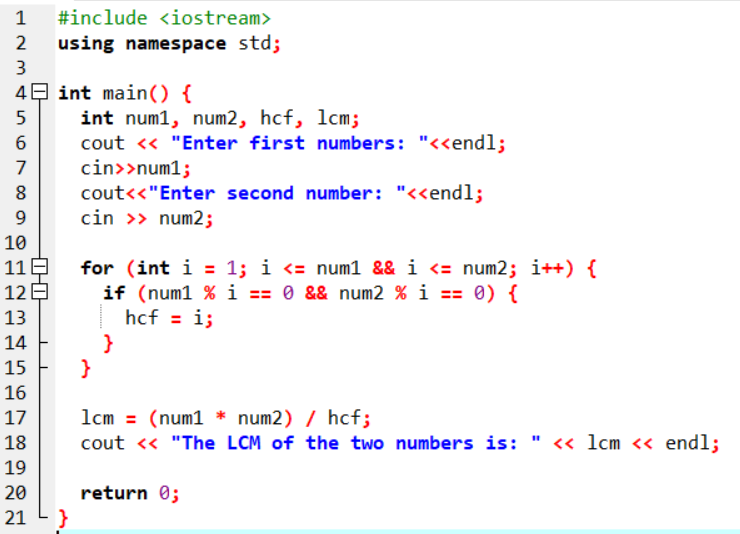 1 #include <iostream>
2 using namespace std;
3
4 int main() {
5 int num1, num2, hcf, lcm;
6 cout << "Enter first numbers: "<<endl;
7 cin>>num1;
8 cout<<"Enter second number: "<<endl;
9 cin >> num2;
10
11 for (int i = 1; i <= num1 && i <= num2; i++) {
12 if (num1 % i == 0 && num2 % i == 0) {
13 hcf = i;
14 }
15 }
16
17 lcm = (num1 * num2) / hcf;
18 cout << "The LCM of the two numbers is: " << lcm << endl;
19
20 return 0;
21 }